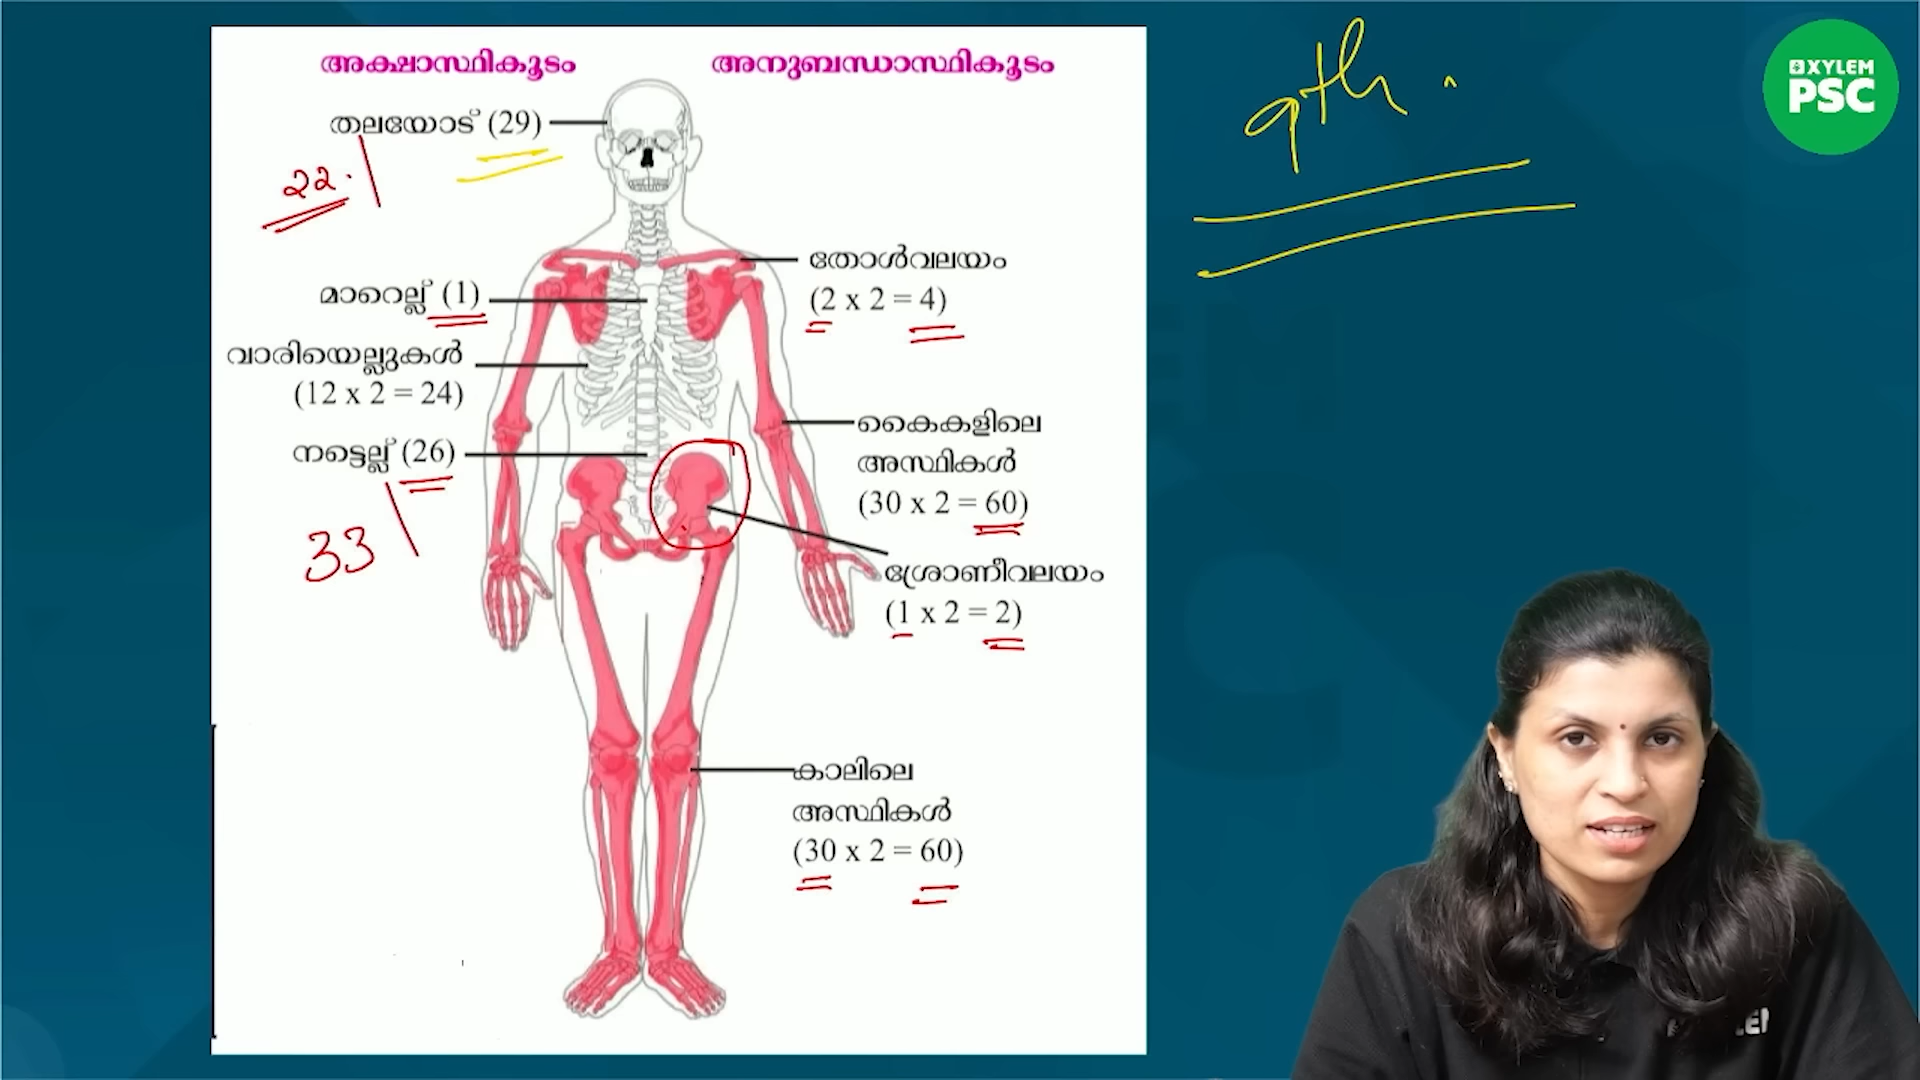 അക്ഷാസ്ഥികൂടം
അനുബന്ധാസ്ഥികൂടം
തലയോട് (29)
22.
മാറെല്ല് (1)
വാരിയെല്ലുകൾ
(12 x 2 = 24)
നട്ടെല്ല് (26)
33
തോൾവലയം
(2 x 2 = 4)
കൈകളിലെ
അസ്ഥികൾ
(30 x 2 = 60)
ശ്രോണീവലയം
(1 x 2 = 2)
കാലിലെ
അസ്ഥികൾ
(30 x 2 = 60)
9th.
XYLEM
PSC